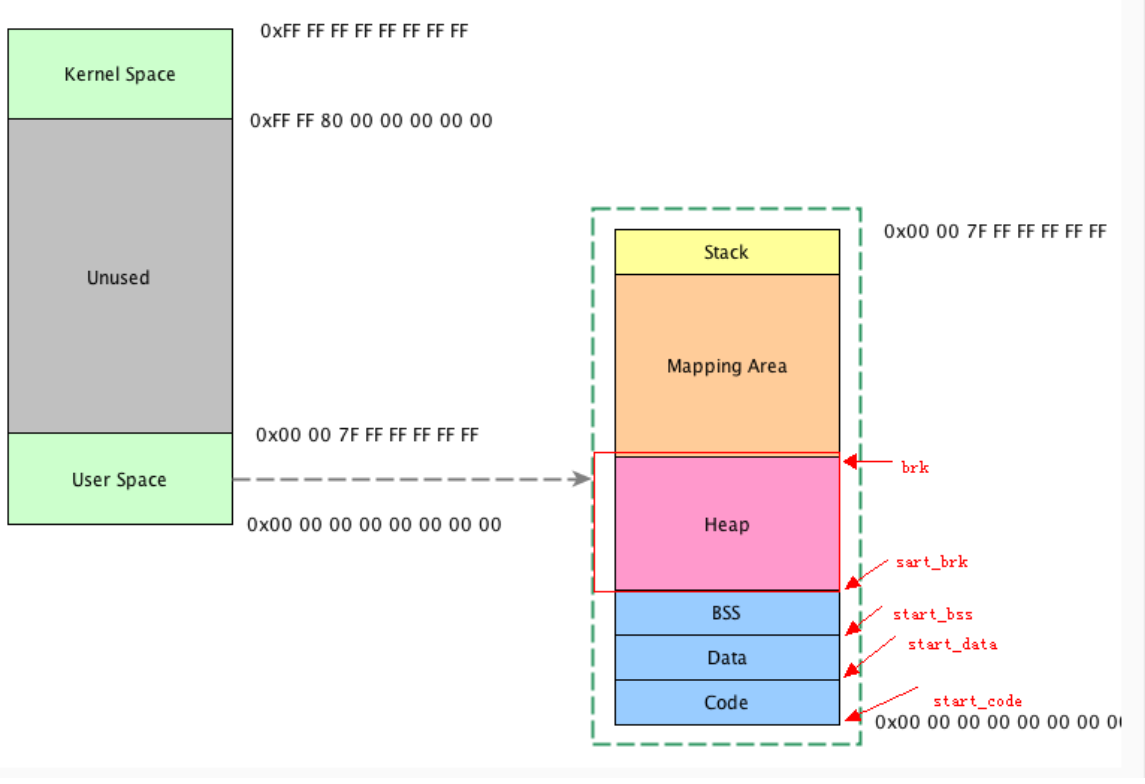 0xFF FF FF FF FF FF FF FF
Kernel Space
0xFF FF 80 00 00 00 00 00
Unused
0x00 00 7F FF FF FF FF FF
User Space
0x00 00 00 00 00 00 00 00
0x00 00 7F FF FF FF FF FF
Stack
Mapping Area
brk
Heap
sart_brk
BSS
start_bss
start_data
Data
start_code
Code
0x00 00 00 00 00 00 00